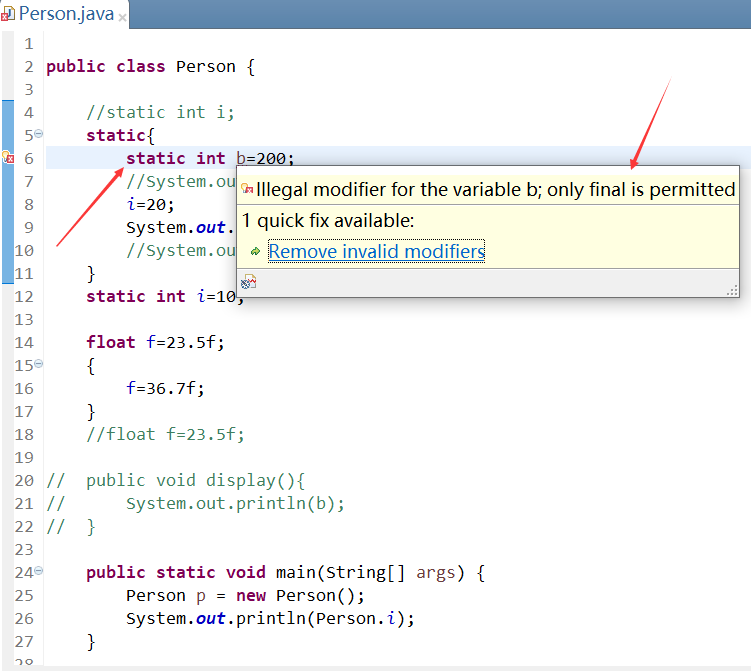 Person.java
1
2 public class Person {
3
4 //static int i;
5 static{
6 static int b=200;
7 //System.ou
8 i=20;
9 System.out.
10 //System.ou
11 }
12 static int i=10;
13
14 float f=23.5f;
15 {
16 f=36.7f;
17 }
18 //float f=23.5f;
19
20 // public void display(){
21 // System.out.println(b);
22 // }
23
24 public static void main(String[] args) {
25 Person p = new Person();
26 System.out.println(Person.i);
27 }
28
Illegal modifier for the variable b; only final is permitted
1 quick fix available:
Remove invalid modifiers